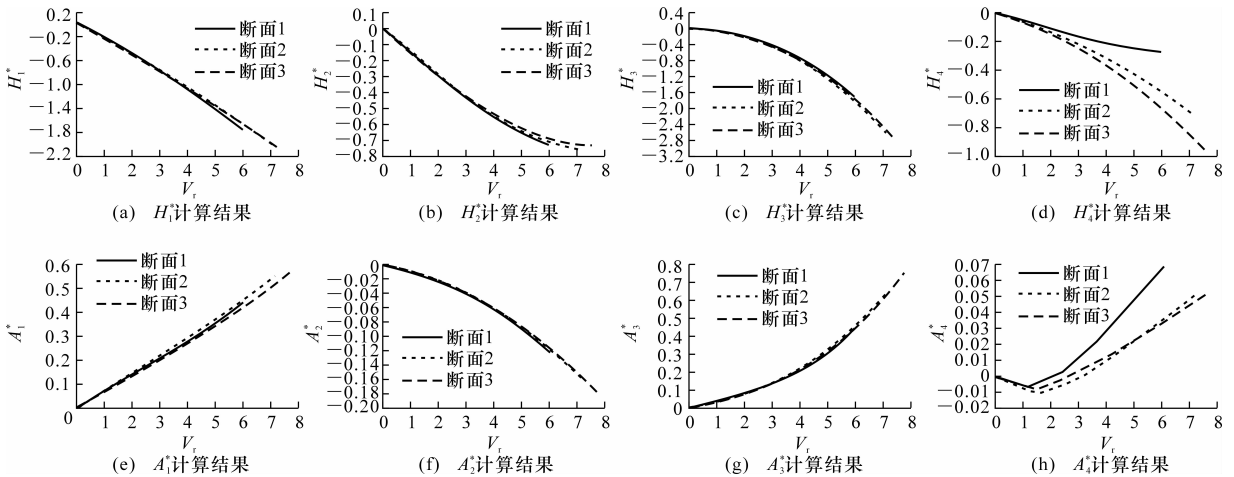 0.2
-0.2
-0.6
-1.0
-1.4
-1.8
-2.2
H₁*
断面1
断面2
断面3
0 1 2 3 4 5 6 7 8
Vᵣ
(a) H₁*计算结果
0.1
0
-0.1
-0.2
-0.3
-0.4
-0.5
-0.6
-0.7
-0.8
H₂*
断面1
断面2
断面3
0 1 2 3 4 5 6 7 8
Vᵣ
(b) H₂*计算结果
0.4
0
-0.4
-0.8
-1.2
-1.6
-2.0
-2.4
-2.8
-3.2
H₃*
断面1
断面2
断面3
0 1 2 3 4 5 6 7 8
Vᵣ
(c) H₃*计算结果
0
-0.2
-0.4
-0.6
-0.8
-1.0
H₄*
断面1
断面2
断面3
0 1 2 3 4 5 6 7 8
Vᵣ
(d) H₄*计算结果
0.6
0.5
0.4
0.3
0.2
0.1
0
A₁*
断面1
断面2
断面3
1 2 3 4 5 6 7 8
Vᵣ
(e) A₁*计算结果
0
-0.02
-0.04
-0.06
-0.08
-0.10
-0.12
-0.14
-0.16
-0.18
-0.20
A₂*
断面1
断面2
断面3
0 1 2 3 4 5 6 7 8
Vᵣ
(f) A₂*计算结果
0.8
0.7
0.6
0.5
0.4
0.3
0.2
0.1
0
A₃*
断面1
断面2
断面3
0 1 2 3 4 5 6 7 8
Vᵣ
(g) A₃*计算结果
0.07
0.06
0.05
0.04
0.03
0.02
0.01
0
-0.01
-0.02
A₄*
断面1
断面2
断面3
0 1 2 3 4 5 6 7 8
Vᵣ
(h) A₄*计算结果